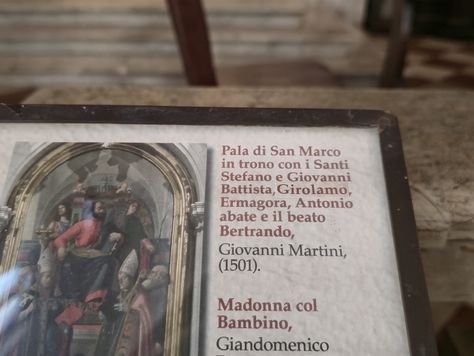 Pala di San Marco
in trono con i Santi
Stefano e Giovanni
Battista,Girolamo,
Ermagora, Antonio
abate e il beato
Bertrando,
Giovanni Martini,
(1501).
Madonna col
Bambino,
Giandomenico